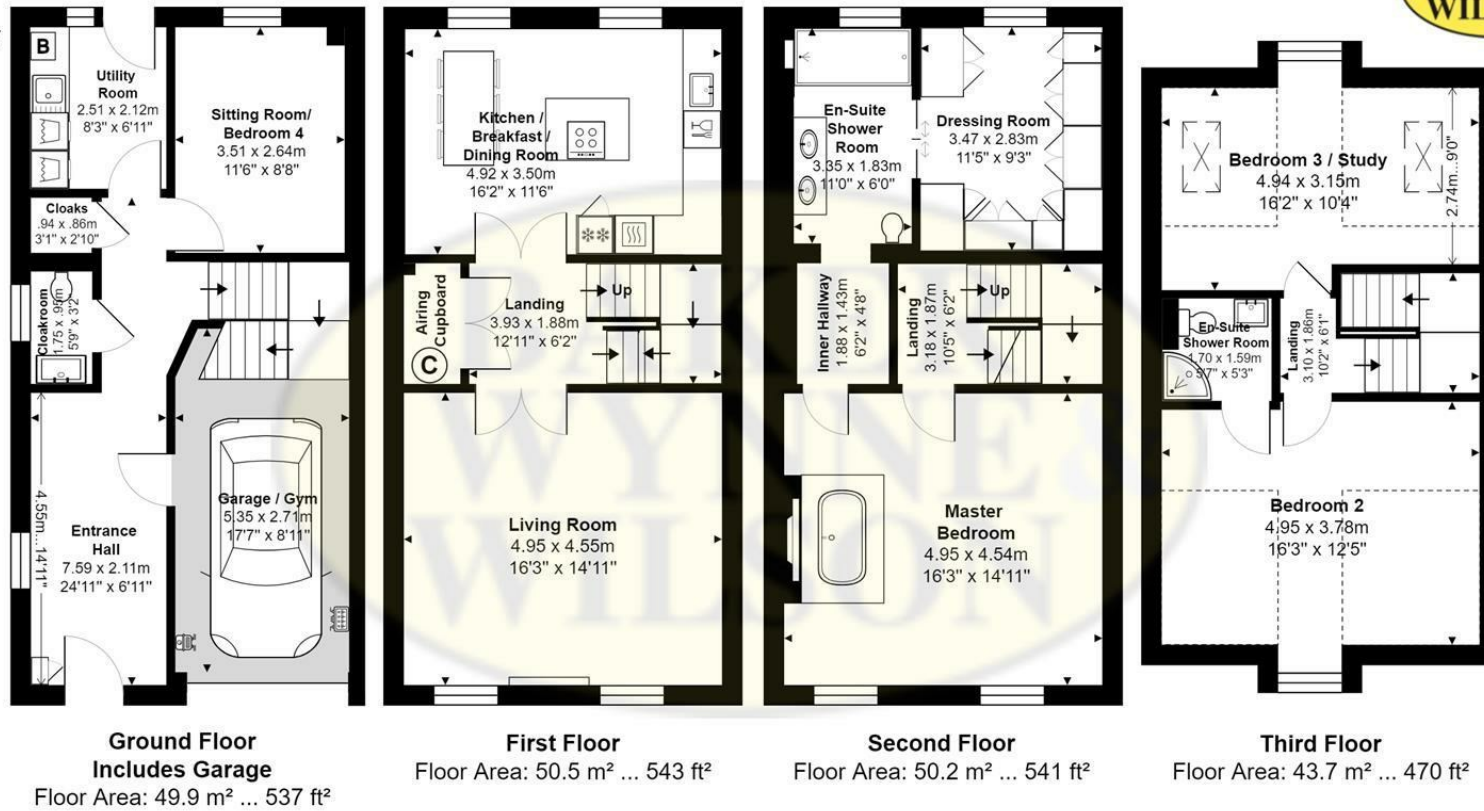 WIL
B
Utility
Room
2.51 x 2.12m
8'3" x 6'11"
Sitting Room/
Bedroom 4
3.51 x 2.64m
11'6" x 8'8"
Cloaks
.94 x .86m
3'1" x 2'10"
Cloakroom
1.75 x .95m
5'9" x 3'2
4.55m...14'11"
Entrance
Hall
7.59 x 2.11m
24'11" x 6'11"
Garage / Gym
5.35 x 2.71m
17'7" x 8'11"
Ground Floor
Includes Garage
Floor Area: 49.9 m² ... 537 ft²
Kitchen /
Breakfast /
Dining Room
4.92 x 3.50m
16'2" x 11'6"
Airing
Cupboard
C
Landing
3.93 x 1.88m
12'11" x 6'2"
Up
Living Room
4.95 x 4.55m
16'3" x 14'11"
First Floor
Floor Area: 50.5 m² ... 543 ft²
En-Suite
Shower
Room
3.35 x 1.83m
11'0" x 6'0"
Dressing Room
3.47 x 2.83m
11'5" x 9'3"
Inner Hallway
1.88 x 1.43m
6'2" x 4'8"
Landing
3.18 x 1.87m
10'5" x 6'2"
Up
Master
Bedroom
4.95 x 4.54m
16'3" x 14'11"
Second Floor
Floor Area: 50.2 m² ... 541 ft²
Bedroom 3 / Study
4.94 x 3.15m
16'2" x 10'4"
2.74m...9'0"
En-Suite
Shower Room
1.70 x 1.59m
5'7" x 5'3"
Landing
3.10 x 1.86m
10'2" x 6'1"
Bedroom 2
4.95 x 3.78m
16'3" x 12'5"
Third Floor
Floor Area: 43.7 m² ... 470 ft²
BAKER
WYNNE &
WILSON